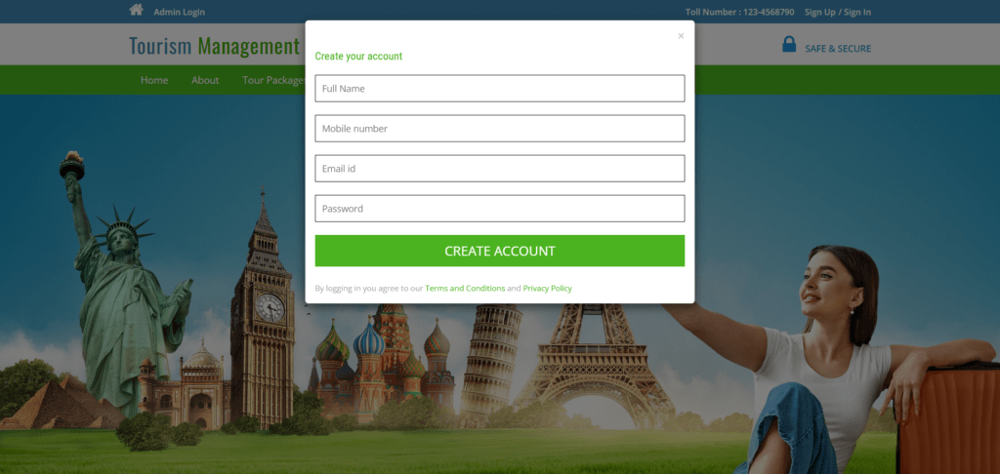 Admin Login
Toll Number : 123-4568790 Sign Up / Sign In
×
Tourism Management
SAFE & SECURE
Create your account
Home About Tour
Full Name
Mobile number
Email id
Password
CREATE ACCOUNT
By logging in you agree to our Terms and Conditions and Privacy Policy